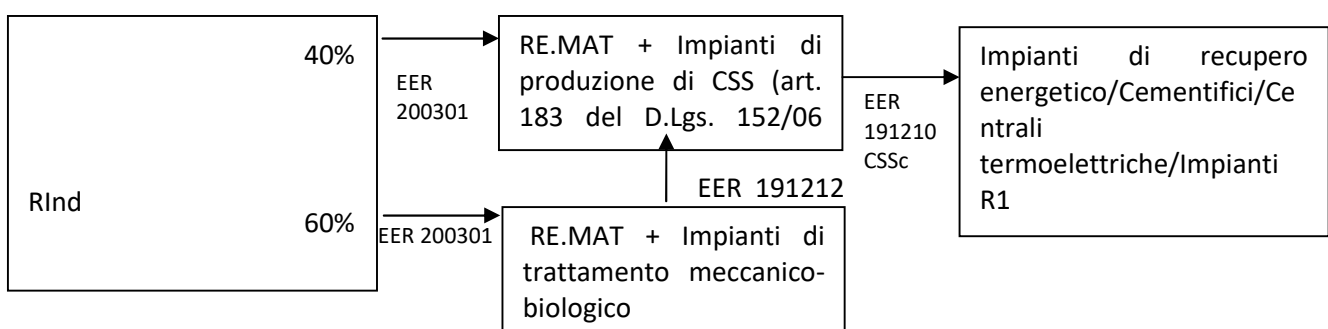 RInd
40%
60%
EER
200301
EER 200301
RE.MAT + Impianti di
produzione di CSS (art.
183 del D.Lgs. 152/06
EER 191212
RE.MAT + Impianti di
trattamento meccanico-
biologico
EER
191210
CSSc
Impianti di recupero
energetico/Cementifici/Ce
ntrali
termoelettriche/Impianti
R1